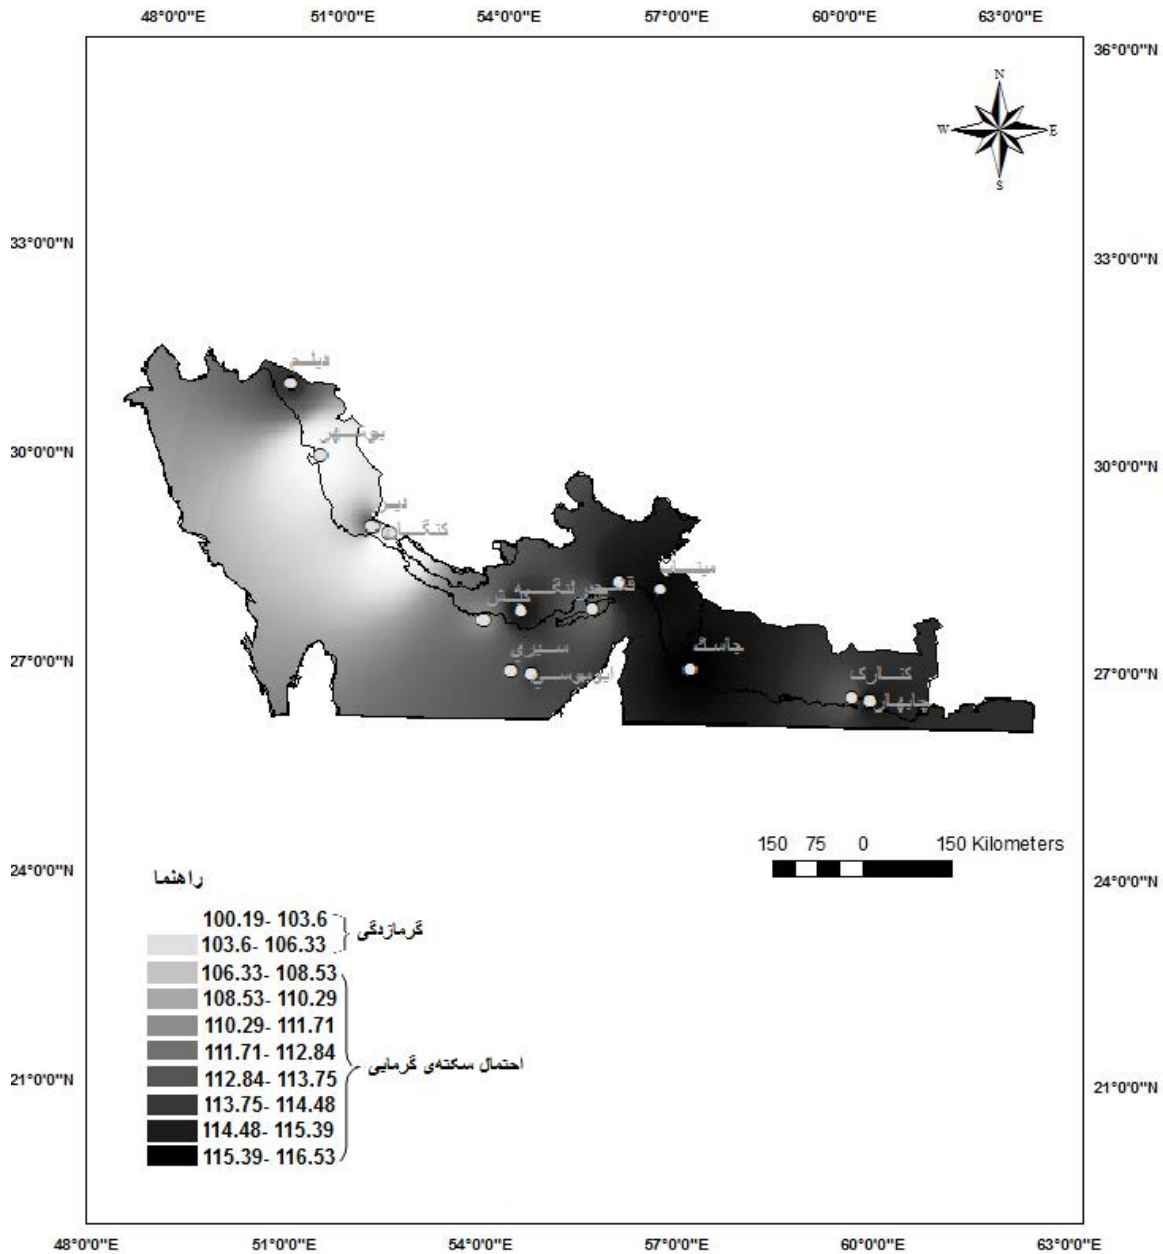 48°0'0"E 51°0'0"E 54°0'0"E 57°0'0"E 60°0'0"E 63°0'0"E
36°0'0"N
N
W E
S
33°0'0"N 33°0'0"N
دیلم
30°0'0"N بوشهر 30°0'0"N
دیر
کنگان
میناب
قشم
لنگه
کیش
27°0'0"N سیری جاسک 27°0'0"N
ابوموسی
کنارک
چابهار
150 75 0 150 Kilometers
24°0'0"N 24°0'0"N
راهنما
100.19- 103.6
گرمازدگی
103.6- 106.33
106.33- 108.53
108.53- 110.29
110.29- 111.71
111.71- 112.84
احتمال سکته‌ی گرمایی
112.84- 113.75
113.75- 114.48
114.48- 115.39
115.39- 116.53
21°0'0"N 21°0'0"N
48°0'0"E 51°0'0"E 54°0'0"E 57°0'0"E 60°0'0"E 63°0'0"E